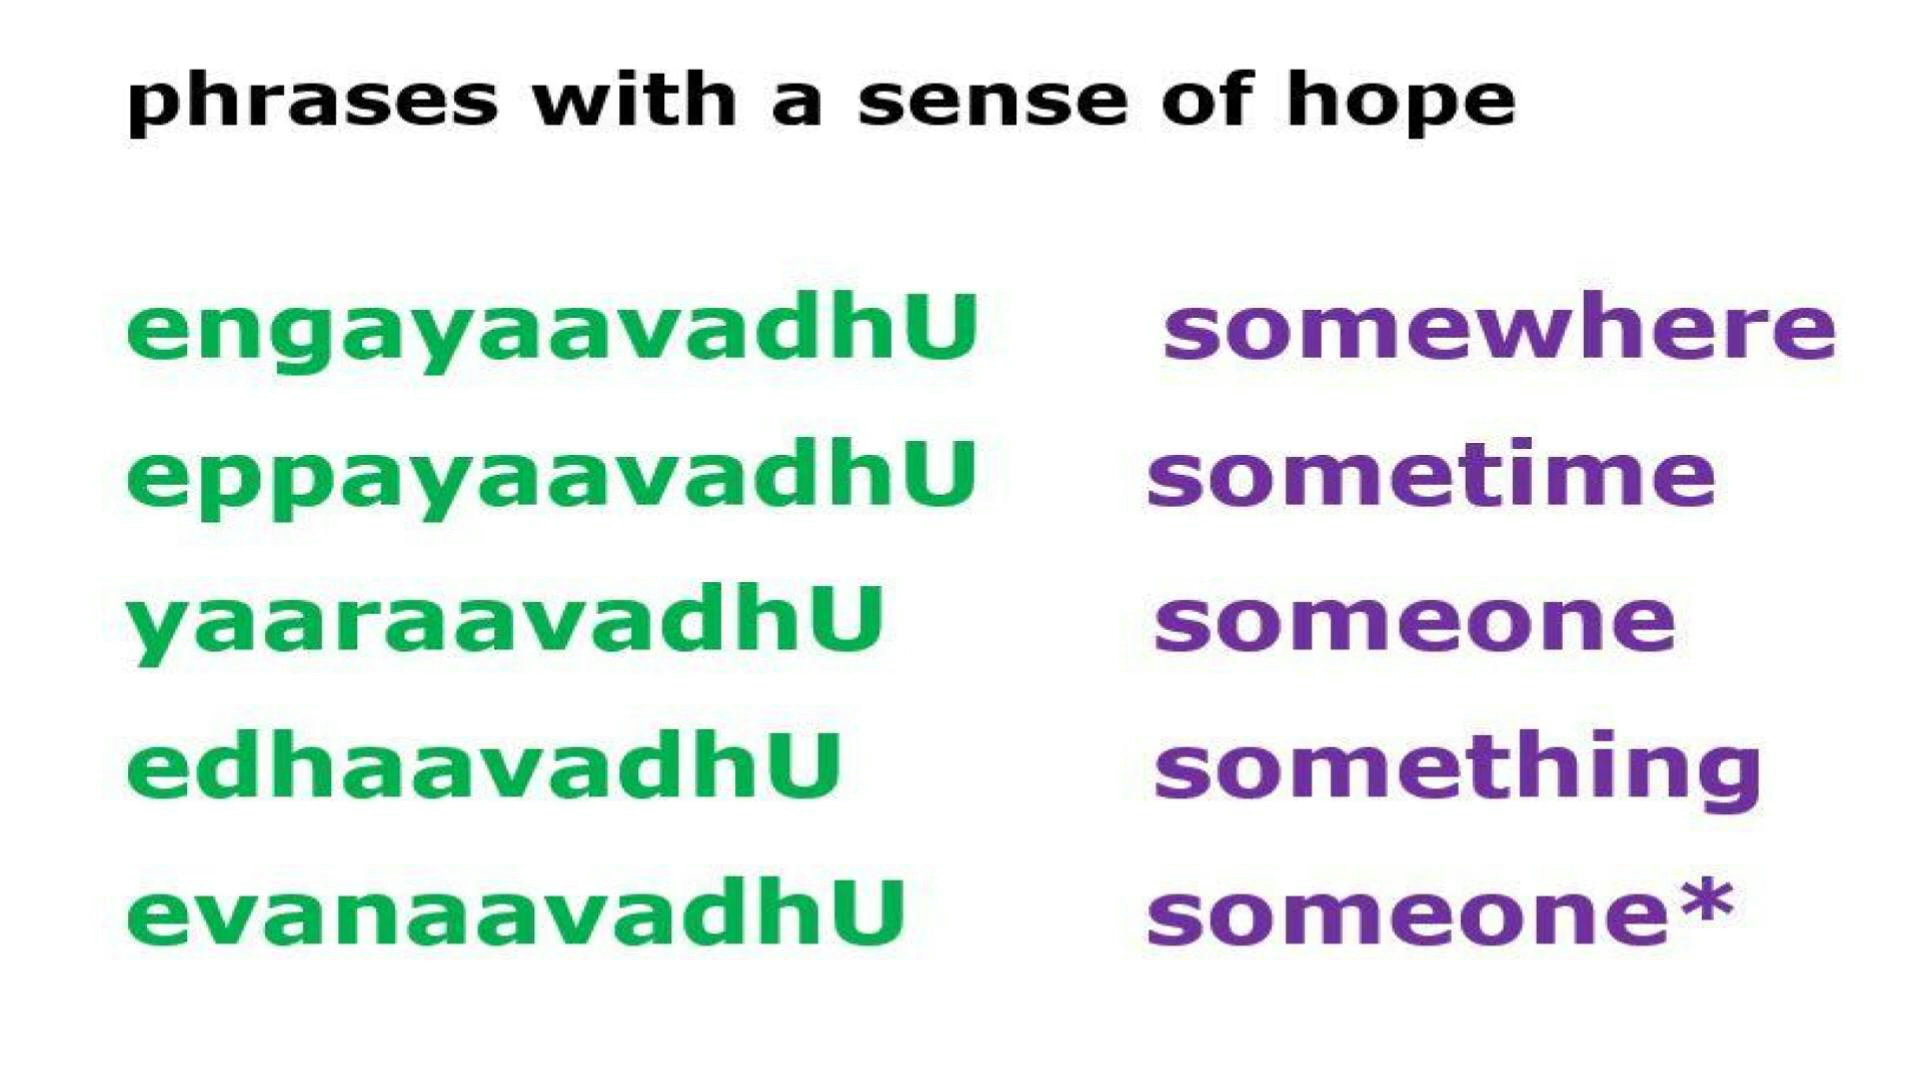 phrases with a sense of hope
engayaavadhU somewhere
eppayaavadhU sometime
yaaraavadhU someone
edhaavadhU something
evanaavadhU someone*